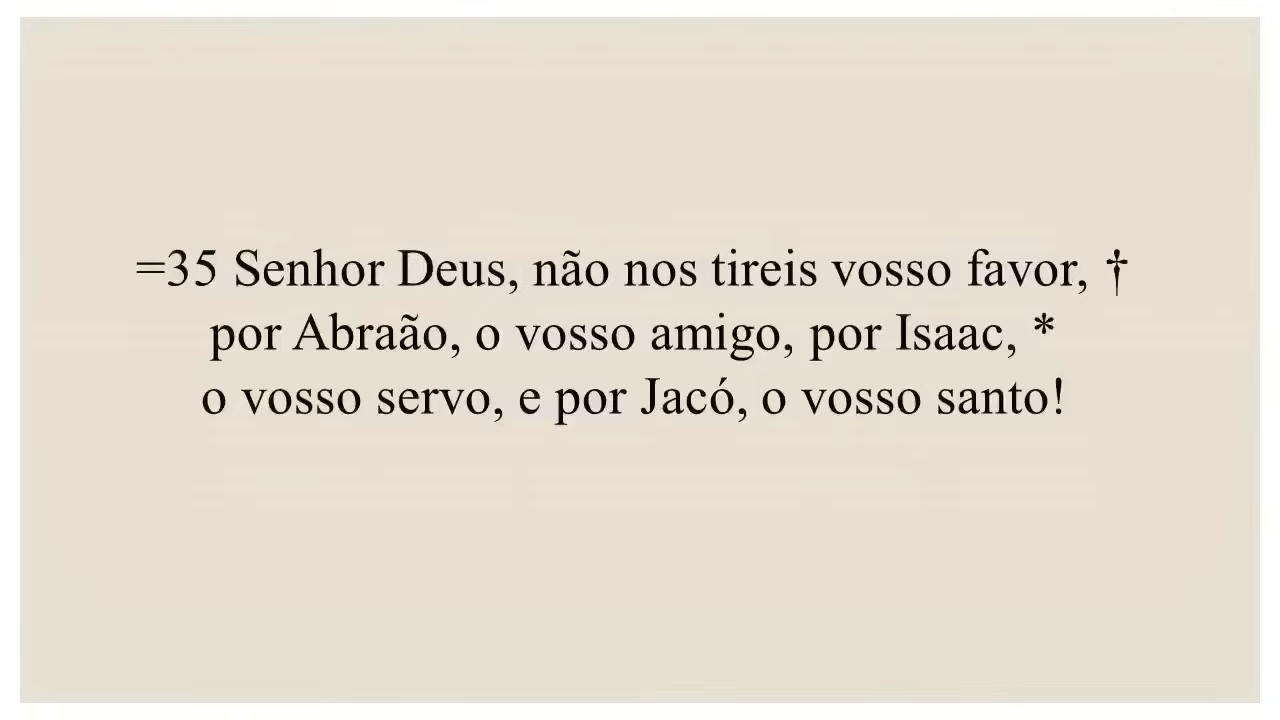 =35 Senhor Deus, não nos tireis vosso favor, †
por Abraão, o vosso amigo, por Isaac, *
o vosso servo, e por Jacó, o vosso santo!